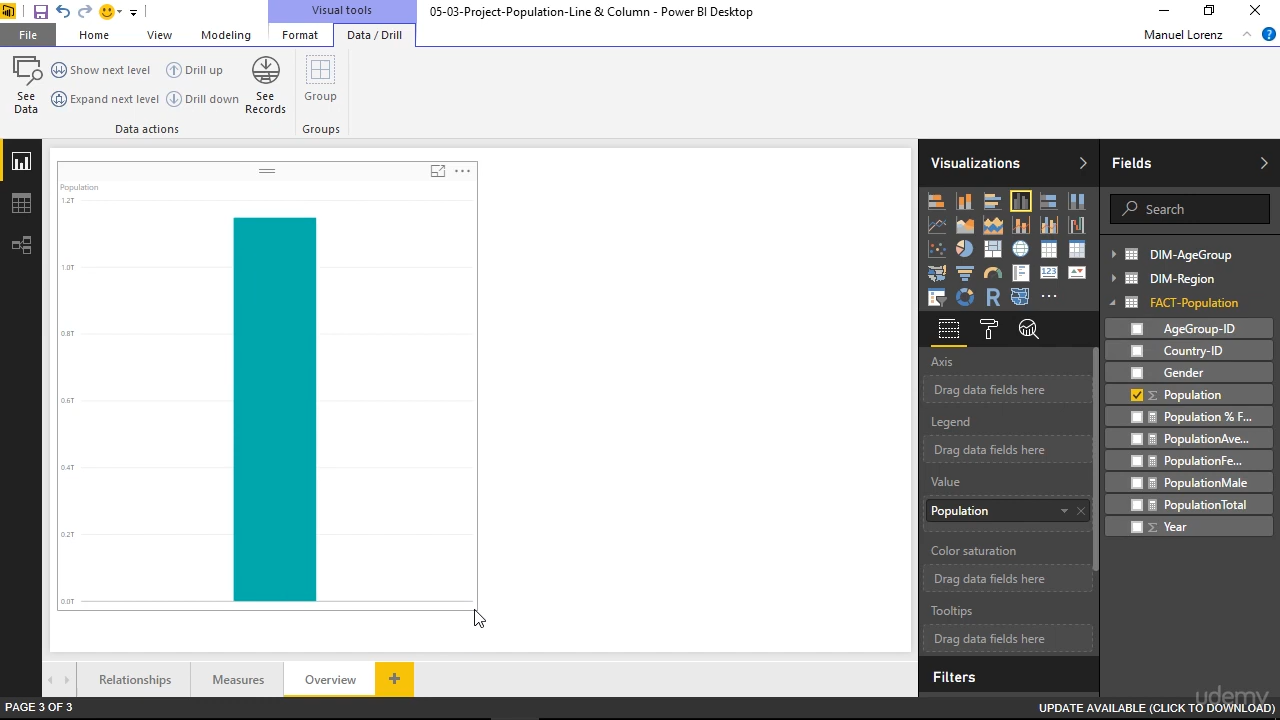 Visual tools
05-03-Project-Population-Line & Column - Power BI Desktop
File
Home
View
Modeling
Format
Data / Drill
Manuel Lorenz
?
See Data
Show next level
Expand next level
Drill up
Drill down
See Records
Data actions
Group
Groups
Population
1.2T
1.0T
0.8T
0.6T
0.4T
0.2T
0.0T
Visualizations
123
R
Axis
Drag data fields here
Legend
Drag data fields here
Value
Population
Color saturation
Drag data fields here
Tooltips
Drag data fields here
Filters
Fields
Search
DIM-AgeGroup
DIM-Region
FACT-Population
AgeGroup-ID
Country-ID
Gender
Σ Population
Population % F...
PopulationAve...
PopulationFe...
PopulationMale
PopulationTotal
Σ Year
Relationships
Measures
Overview
+
PAGE 3 OF 3
UPDATE AVAILABLE (CLICK TO DOWNLOAD)
udemy